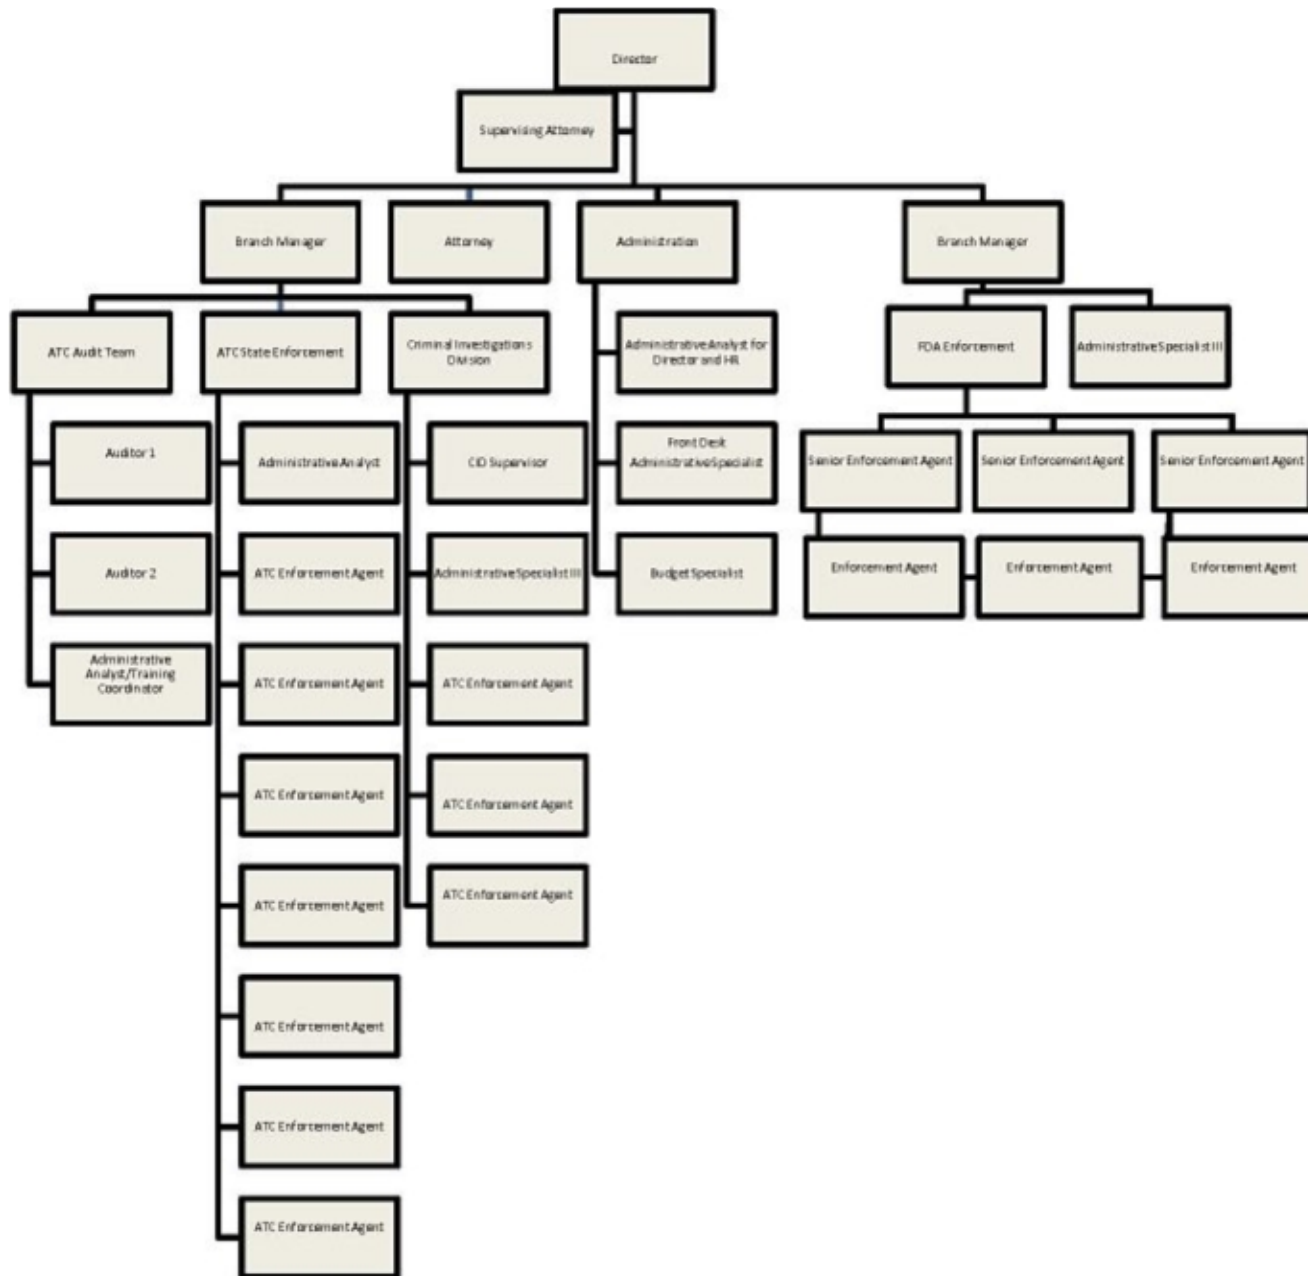 Director
Supervising Attorney
Branch Manager
Attorney
Administration
Branch Manager
ATC Audit Team
ATC State Enforcement
Criminal Investigations
Division
Administrative Analyst for
Director and HR
FDA Enforcement
Administrative Specialist III
Auditor 1
Administrative Analyst
CID Supervisor
Front Desk
Administrative Specialist
Senior Enforcement Agent
Senior Enforcement Agent
Senior Enforcement Agent
Auditor 2
ATC Enforcement Agent
Administrative Specialist III
Budget Specialist
Enforcement Agent
Enforcement Agent
Enforcement Agent
Administrative
Analyst/Training
Coordinator
ATC Enforcement Agent
ATC Enforcement Agent
ATC Enforcement Agent
ATC Enforcement Agent
ATC Enforcement Agent
ATC Enforcement Agent
ATC Enforcement Agent
ATC Enforcement Agent
ATC Enforcement Agent